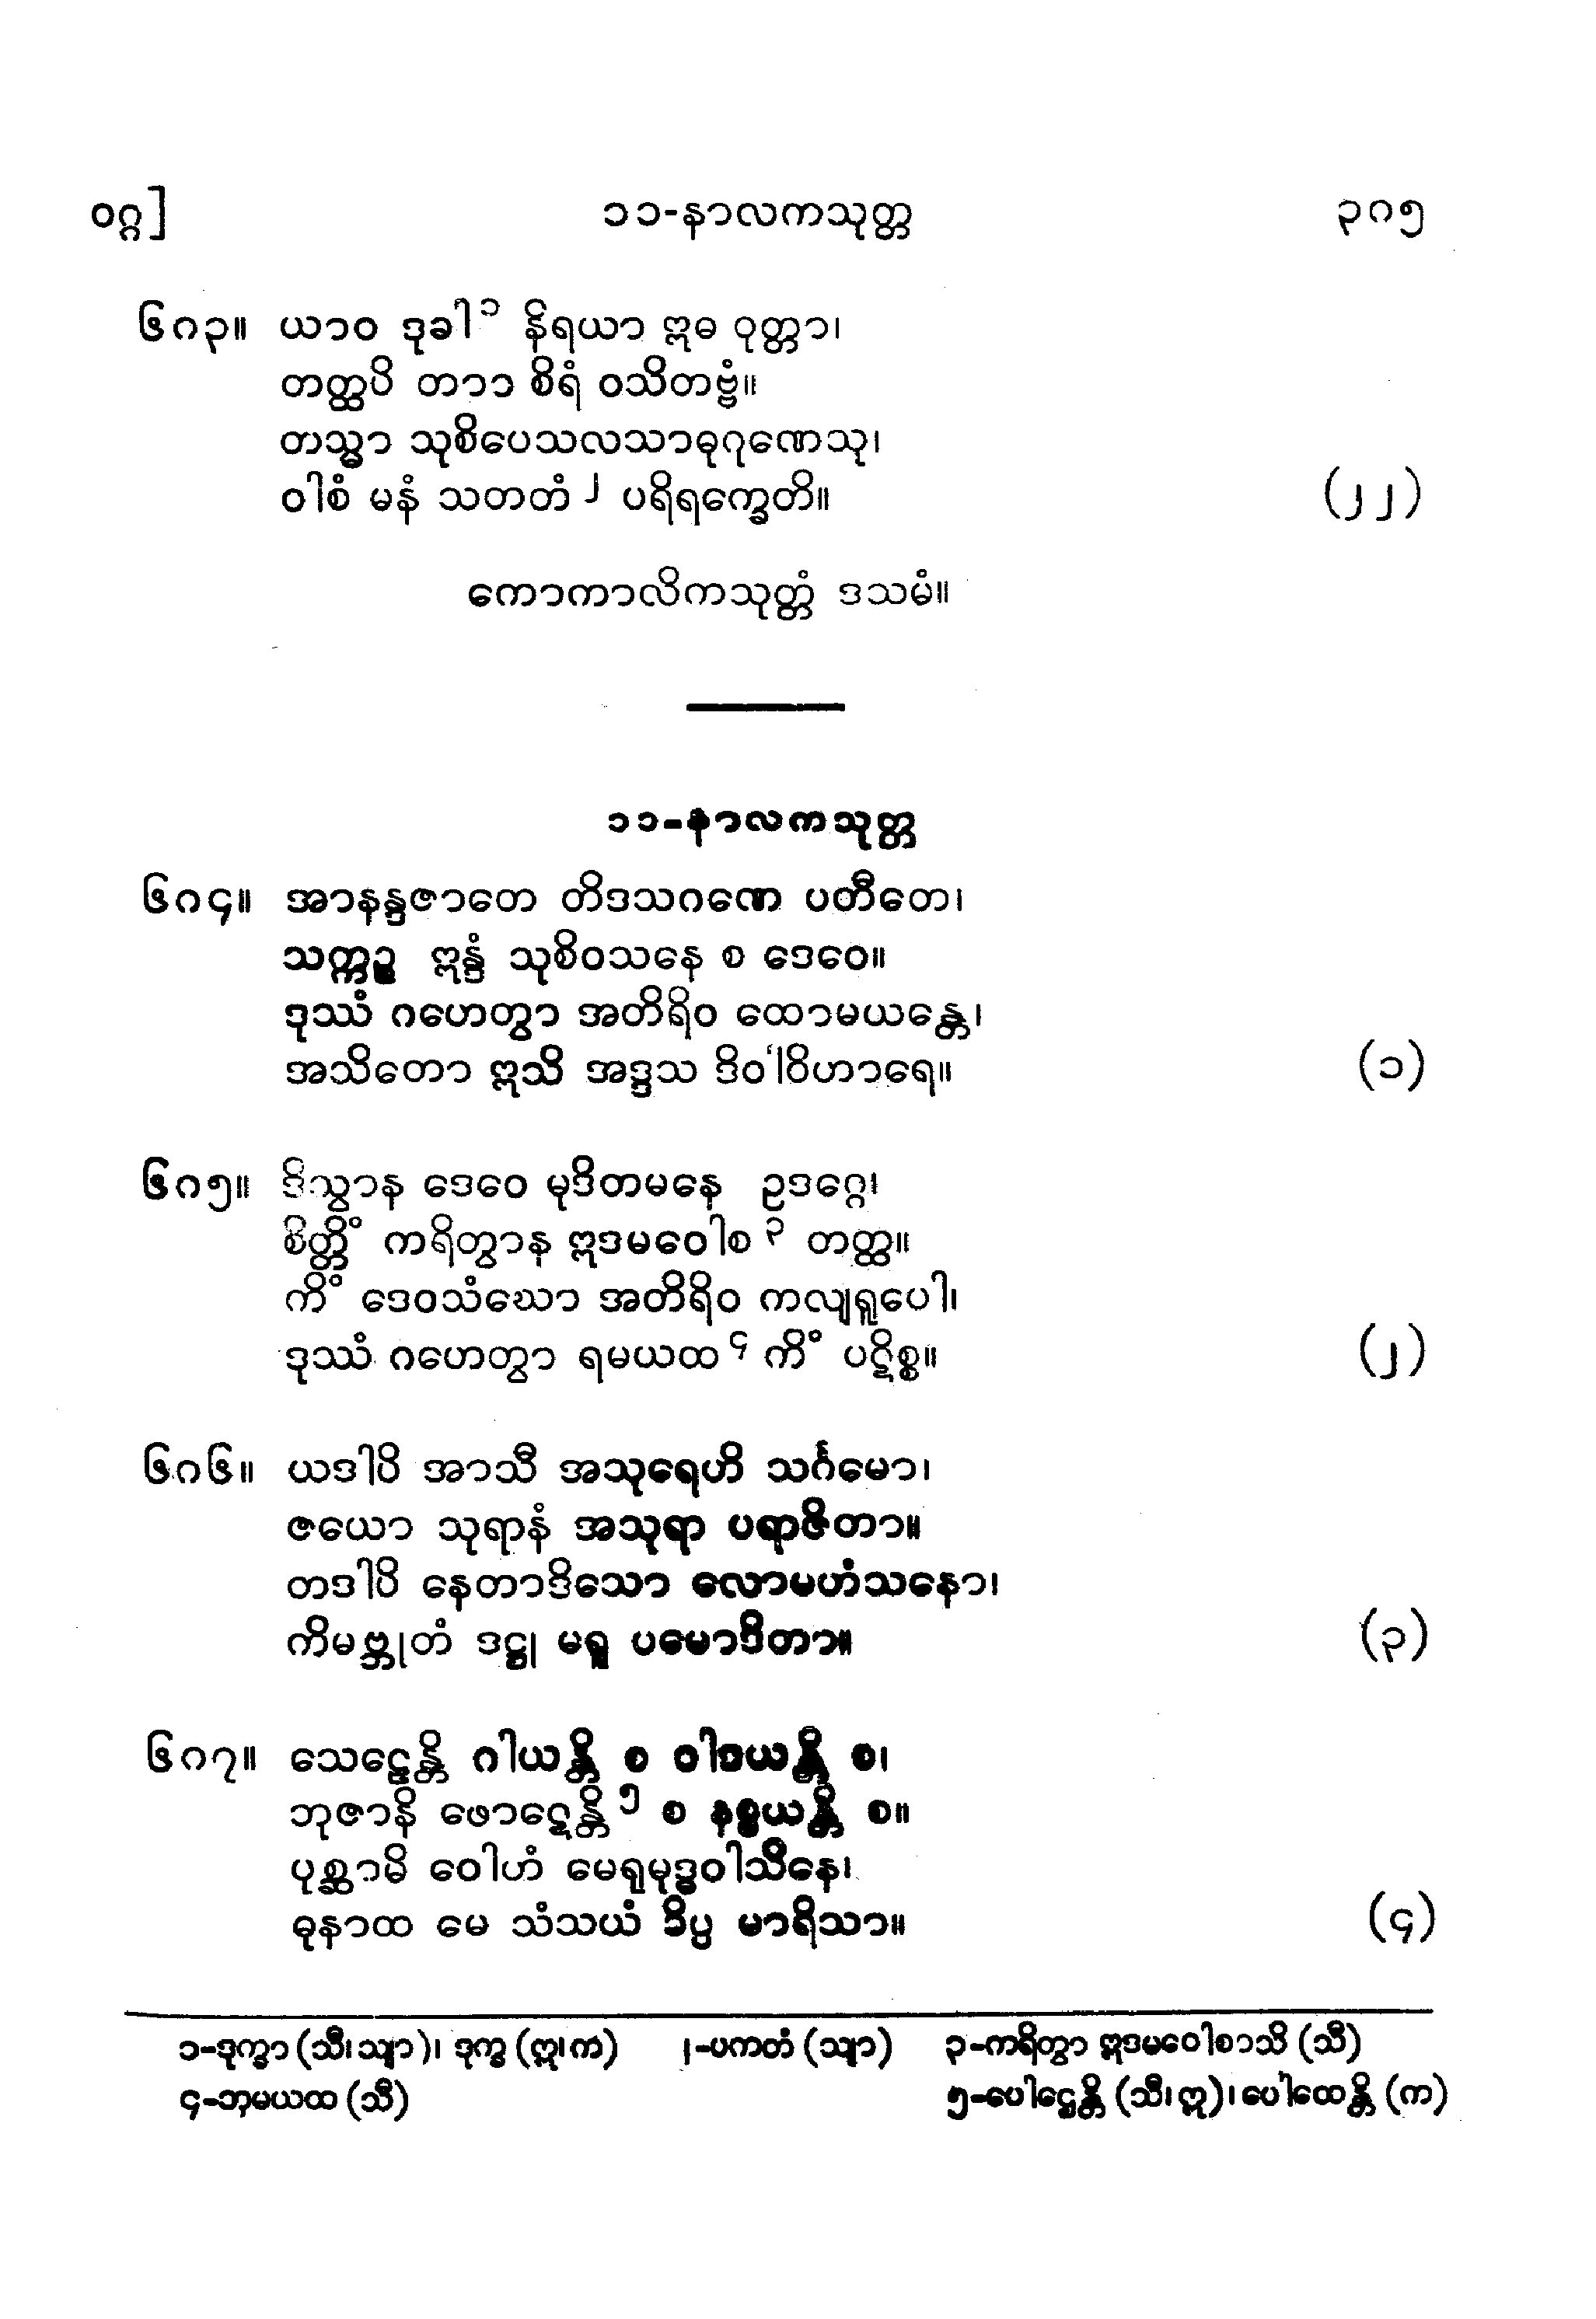 ဝဂ္ဂ] ၁၁-နာလကသုတ္တ ၃၈၅
၆၈၃။ ယာဝ ဒုခါ ၁ နိရယာ ဣဓ ဝုတ္တာ၊
တတ္ထပိ တာဝ စိရံ ဝသိတဗ္ဗံ။
တသ္မာ သုစိပေသလသာဓုဂုဏေသု၊
ဝါစံ မနံ သတတံ ၂ ပရိရက္ခေတိ။ (၂၂)
ကောကာလိကသုတ္တံ ဒသမံ။
၁၁-နာလကသုတ္တ
၆၈၄။ အာနန္ဒဇာတေ တိဒသဂဏေ ပတီတေ၊
သက္ကဉ္စ ဣန္ဒံ သုစိဝသနေ စ ဒေဝေ။
ဒုဿံ ဂဟေတွာ အတိရိဝ ထောမယန္တေ၊
အသိတော ဣသိ အဒ္ဒသ ဒိဝါဝိဟာရေ။ (၁)
၆၈၅။ ဒိသွာန ဒေဝေ မုဒိတမနေ ဥဒဂ္ဂေ၊
စိတ္တိံ ကရိတွာန ဣဒမဝေါစ ၃ တတ္ထ။
ကိံ ဒေဝသံဃော အတိရိဝ ကလျရူပေါ၊
ဒုဿံ ဂဟေတွာ ရမယထ ၄ ကိံ ပဋိစ္စ။ (၂)
၆၈၆။ ယဒါပိ အာသီ အသုရေဟိ သင်္ဂမော၊
ဇယော သုရာနံ အသုရာ ပရာဇိတာ။
တဒါပိ နေတာဒိသော လောမဟံသနော၊
ကိမဗ္ဘုတံ ဒဋ္ဌု မရူ ပမောဒိတာ။ (၃)
၆၈၇။ သေဠေန္တိ ဂါယန္တိ စ ဝါဒယန္တိ စ၊
ဘုဇာနိ ဖောဋေန္တိ ၅ စ နစ္စယန္တိ စ။
ပုစ္ဆာမိ ဝေါဟံ မေရုမုဒ္ဓဝါသိနေ၊
ဓုနာထ မေ သံသယံ ခိပ္ပ မာရိသာ။ (၄)
၁-ဒုက္ခာ (သီ၊ သျာ)၊ ဒုက္ခ (ဣ၊ က) ၂-ပကတံ (သျာ) ၃-ကရိတွာ ဣဒမဝေါစာသိ (သီ)
၄-ဘမယထ (သီ) ၅-ပေါဌေန္တိ (သီ၊ ဣ)၊ ပေါထေန္တိ (က)